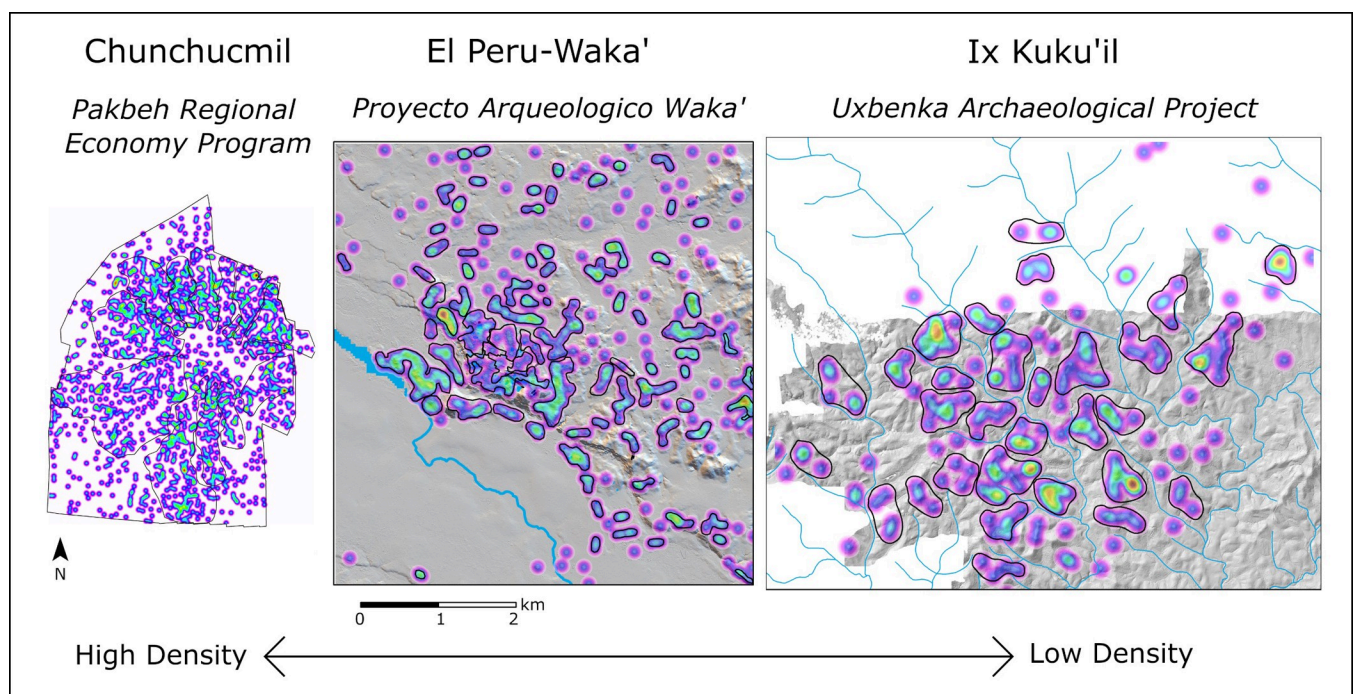 Chunchucmil
Pakbeh Regional
Economy Program
El Peru-Waka'
Proyecto Arqueologico Waka'
Ix Kuku'il
Uxbenka Archaeological Project
N
0 1 2 km
High Density
Low Density